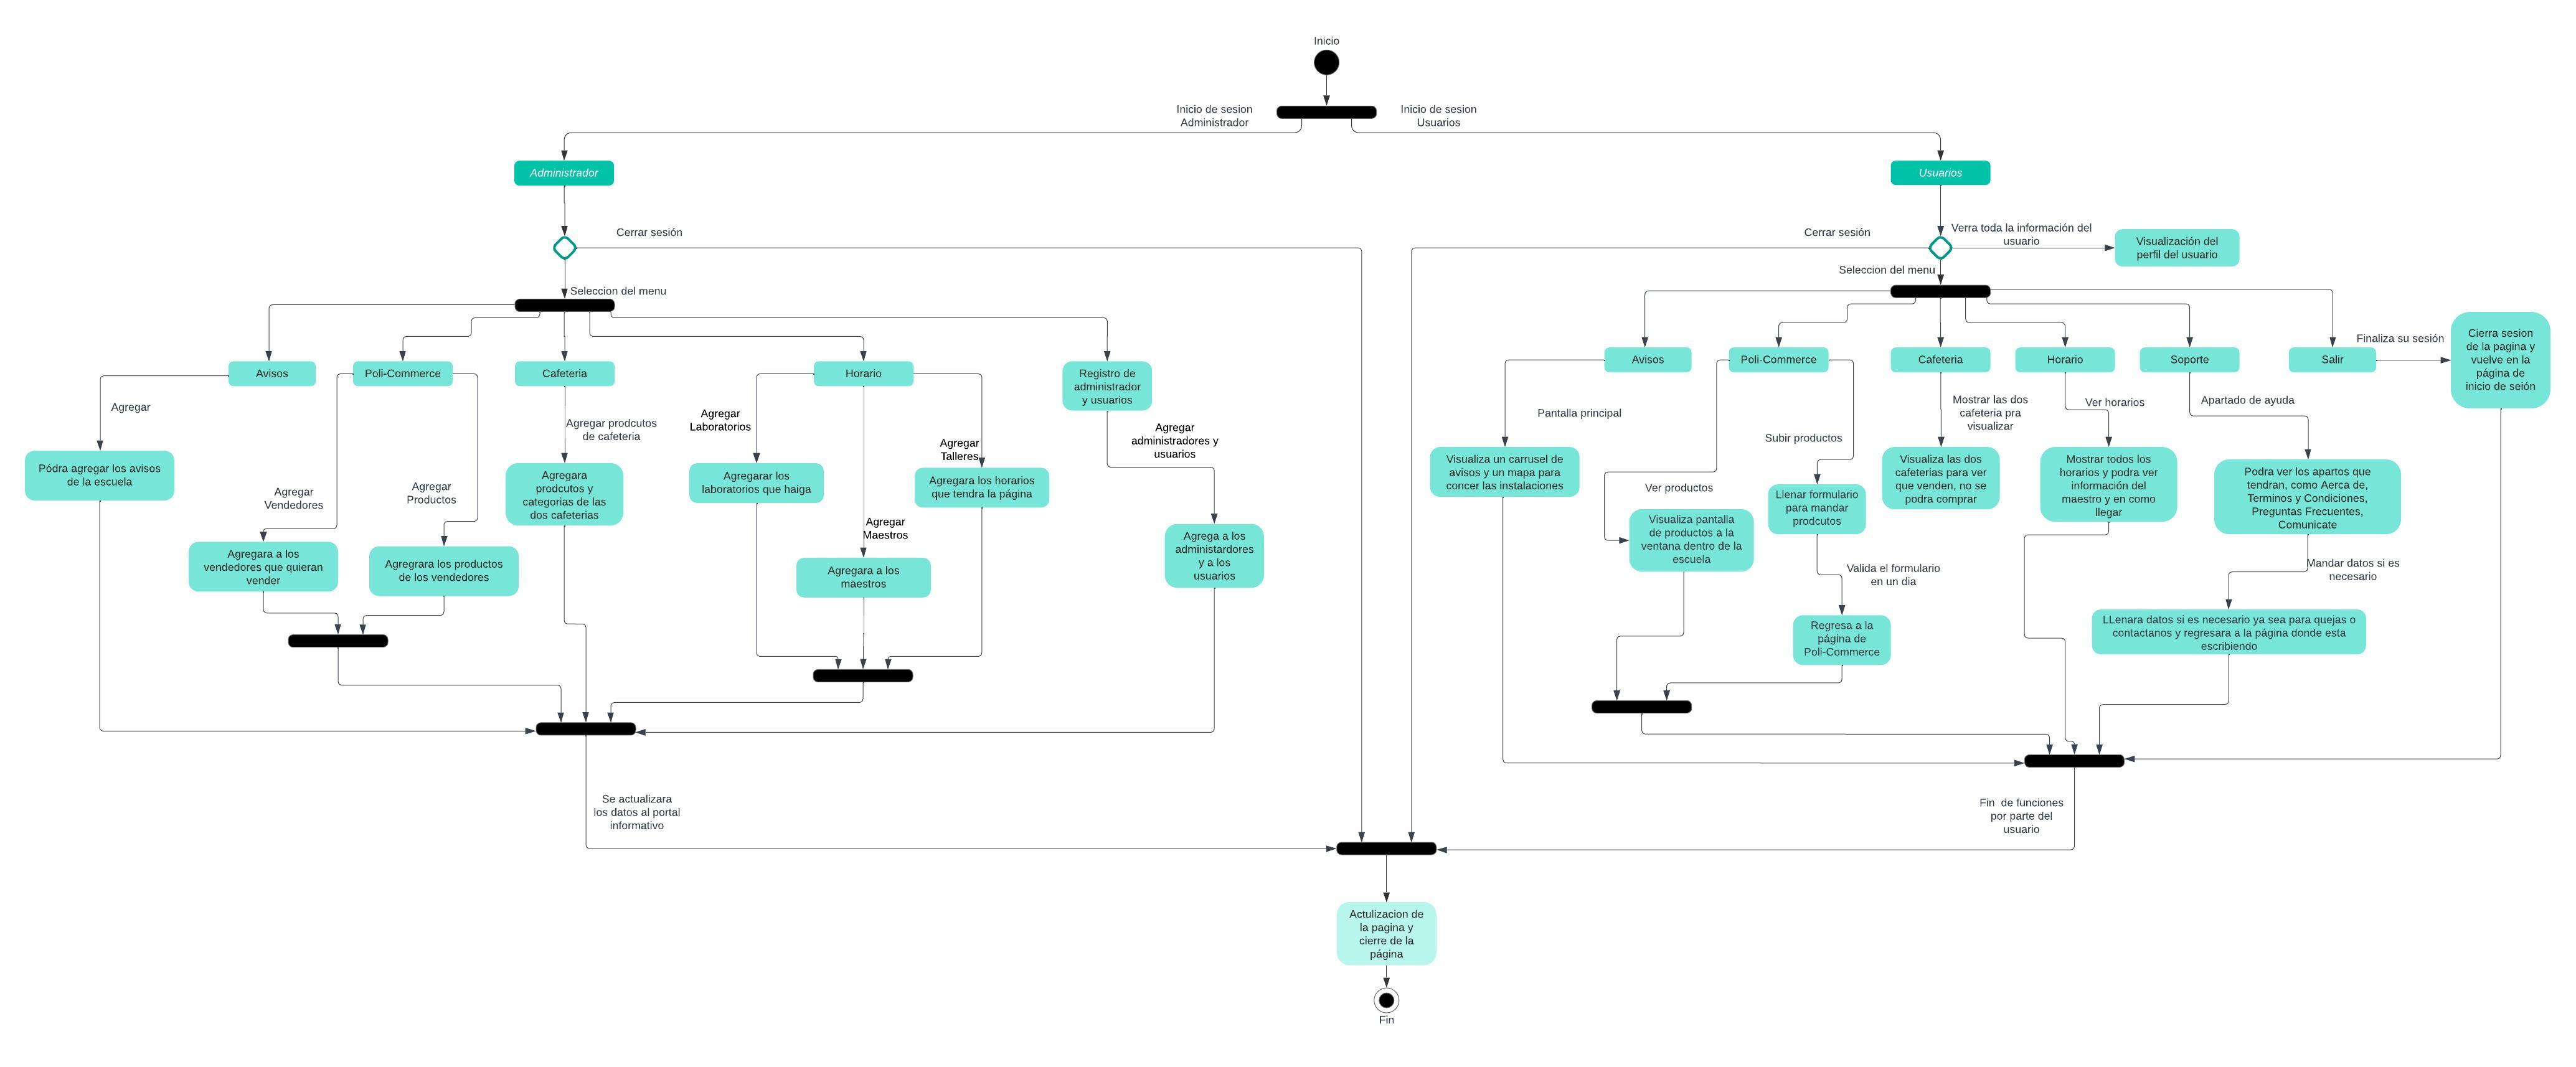 Inicio
Inicio de sesion
Administrador
Inicio de sesion
Usuarios
Administrador
Usuarios
Cerrar sesión
Cerrar sesión
Verra toda la información del
usuario
Visualización del
perfil del usuario
Seleccion del menu
Seleccion del menu
Avisos
Poli-Commerce
Cafeteria
Horario
Registro de
administrador
y usuarios
Agregar
Agregar
Vendedores
Agregar
Productos
Agregar prodcutos
de cafeteria
Agregar
Laboratorios
Agregar
Maestros
Agregar
Talleres
Agregar
administradores y
usuarios
Pódra agregar los avisos
de la escuela
Agregara a los
vendedores que quieran
vender
Agregrara los productos
de los vendedores
Agregara
prodcutos y
categorias de las
dos cafeterias
Agregarar los
laboratorios que haiga
Agregara a los
maestros
Agregara los horarios
que tendra la página
Agrega a los
administardores
y a los
usuarios
Se actualizara
los datos al portal
informativo
Avisos
Poli-Commerce
Cafeteria
Horario
Soporte
Salir
Finaliza su sesión
Cierra sesion
de la pagina y
vuelve en la
página de
inicio de seión
Pantalla principal
Ver productos
Subir productos
Mostrar las dos
cafeteria pra
visualizar
Ver horarios
Apartado de ayuda
Visualiza un carrusel de
avisos y un mapa para
concer las instalaciones
Visualiza pantalla
de productos a la
ventana dentro de la
escuela
Llenar formulario
para mandar
prodcutos
Valida el formulario
en un dia
Regresa a la
página de
Poli-Commerce
Visualiza las dos
cafeterias para ver
que venden, no se
podra comprar
Mostrar todos los
horarios y podra ver
información del
maestro y en como
llegar
Podra ver los apartos que
tendran, como Aerca de,
Terminos y Condiciones,
Preguntas Frecuentes,
Comunicate
Mandar datos si es
necesario
LLenara datos si es necesario ya sea para quejas o
contactanos y regresara a la página donde esta
escribiendo
Fin de funciones
por parte del
usuario
Actulizacion de
la pagina y
cierre de la
página
Fin